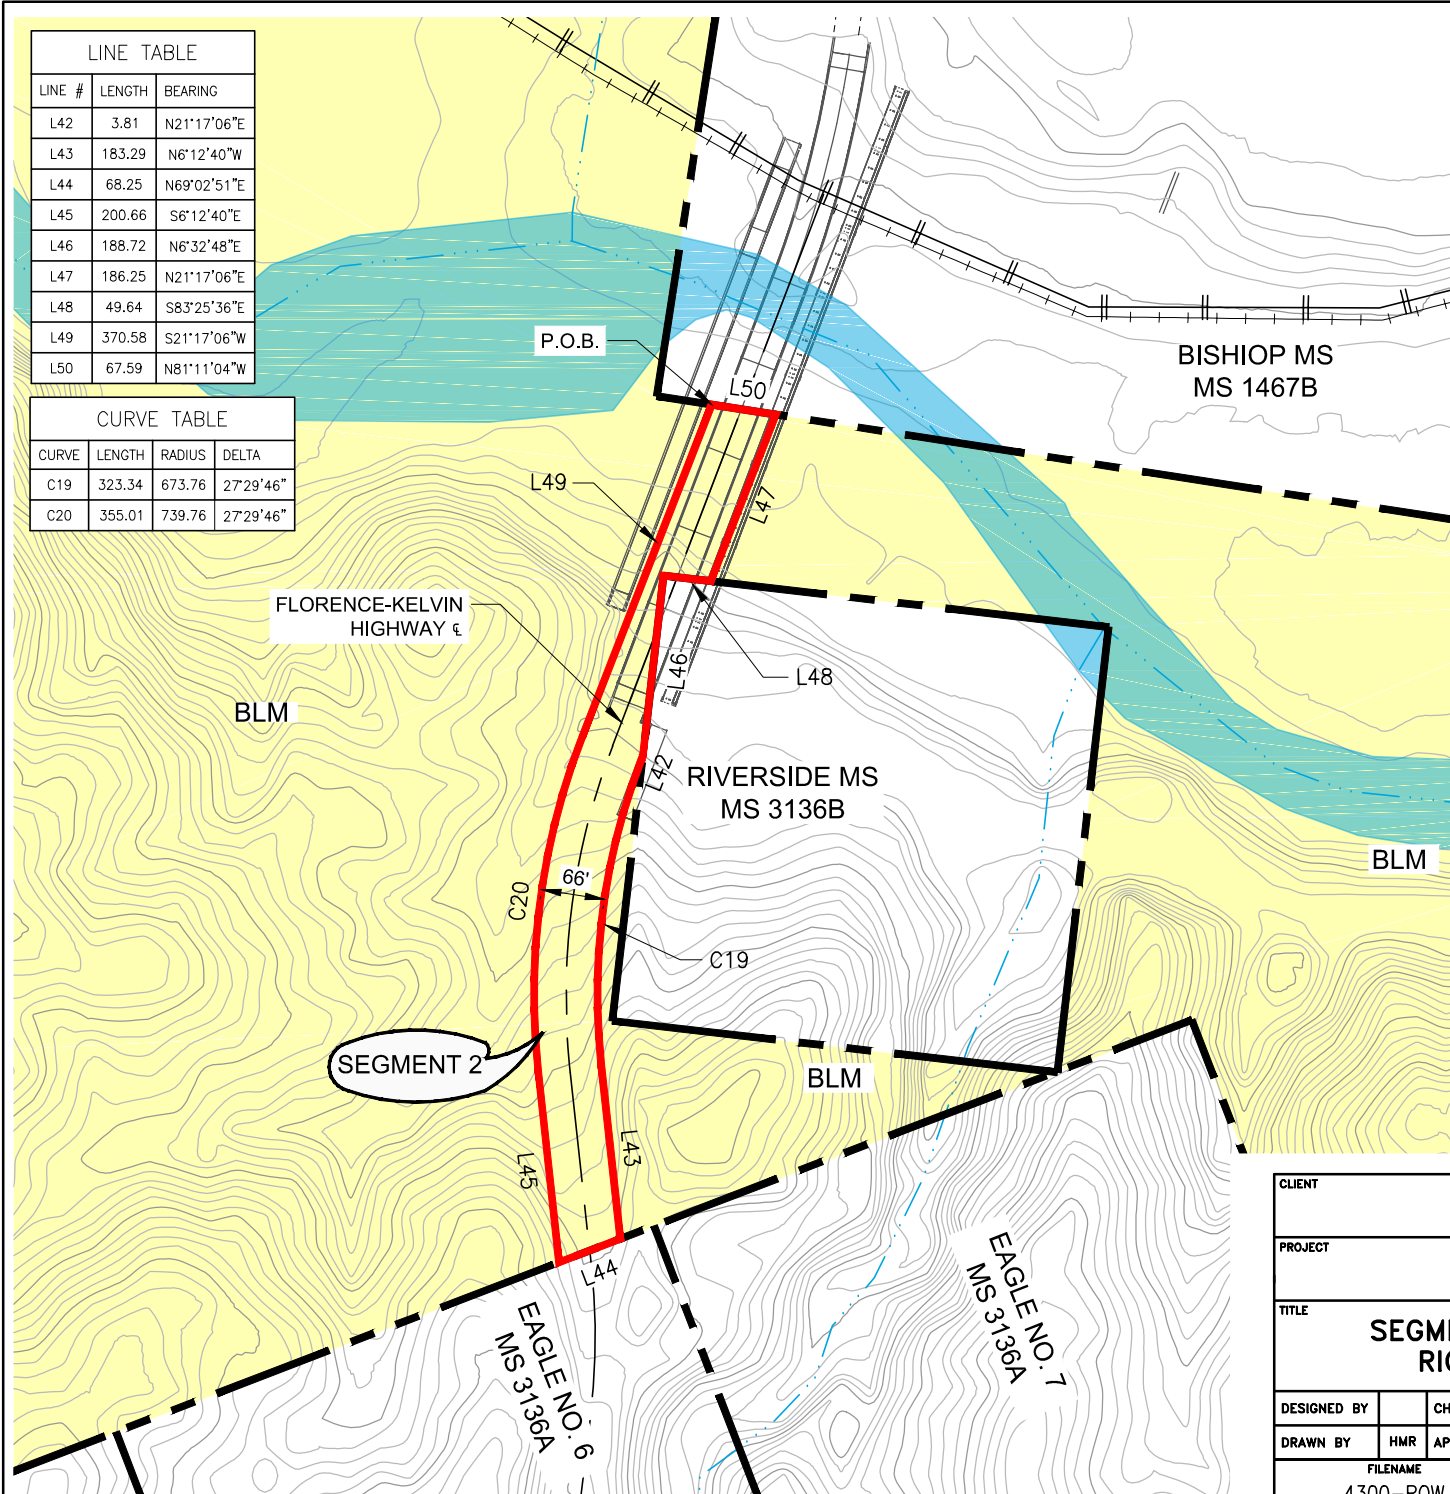 LINE TABLE
LINE # LENGTH BEARING
L42 3.81 N21°17'06"E
L43 183.29 N6°12'40"W
L44 68.25 N69°02'51"E
L45 200.66 S6°12'40"E
L46 188.72 N6°32'48"E
L47 186.25 N21°17'06"E
L48 49.64 S83°25'36"E
L49 370.58 S21°17'06"W
L50 67.59 N81°11'04"W
CURVE TABLE
CURVE LENGTH RADIUS DELTA
C19 323.34 673.76 27°29'46"
C20 355.01 739.76 27°29'46"
P.O.B.
L50
BISHIOP MS
MS 1467B
L49
L47
FLORENCE-KELVIN
HIGHWAY ℄
L46
L48
BLM
L42
RIVERSIDE MS
MS 3136B
BLM
66'
C20
C19
SEGMENT 2
BLM
L43
L45
L44
EAGLE NO. 6
MS 3136A
EAGLE NO. 7
MS 3136A
CLIENT
PROJECT
TITLE
SEGM
RIG
DESIGNED BY CH
DRAWN BY HMR AP
FILENAME
4300-ROW